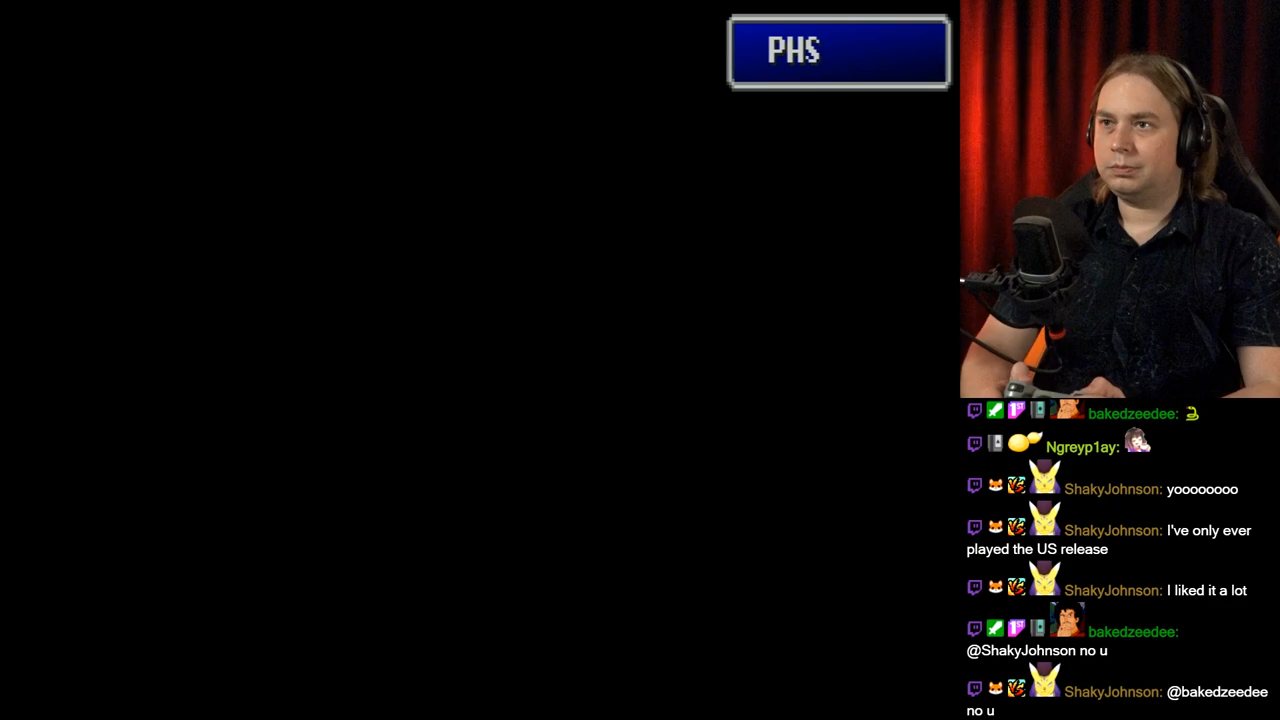 PHS
bakedzeedee:
Ngreyp1ay:
ShakyJohnson: yoooooooo
ShakyJohnson: I've only ever
played the US release
ShakyJohnson: I liked it a lot
bakedzeedee:
@ShakyJohnson no u
ShakyJohnson: @bakedzeedee
no u